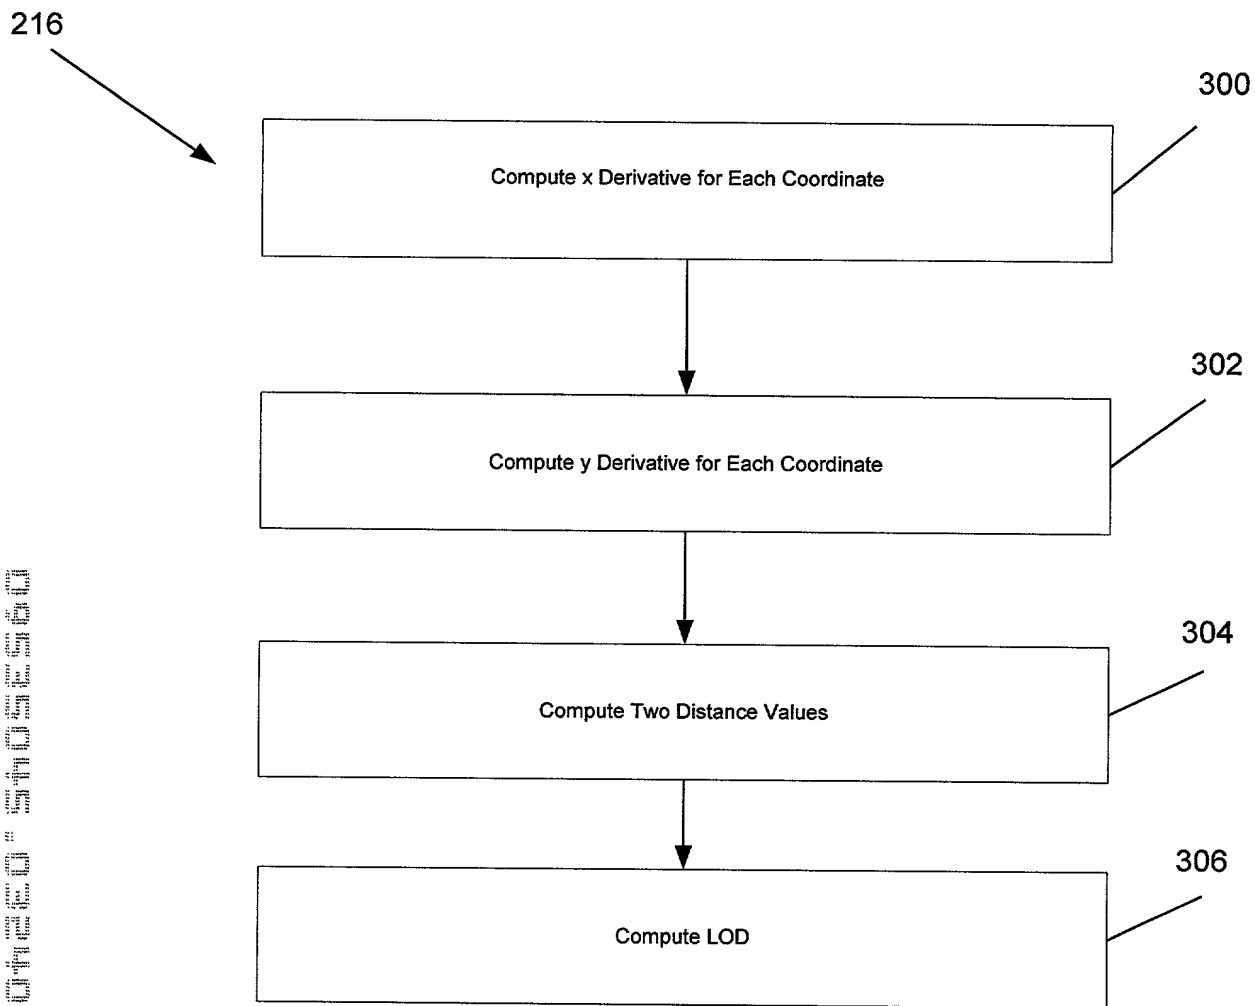 216
300
Compute x Derivative for Each Coordinate
302
Compute y Derivative for Each Coordinate
304
Compute Two Distance Values
306
Compute LOD